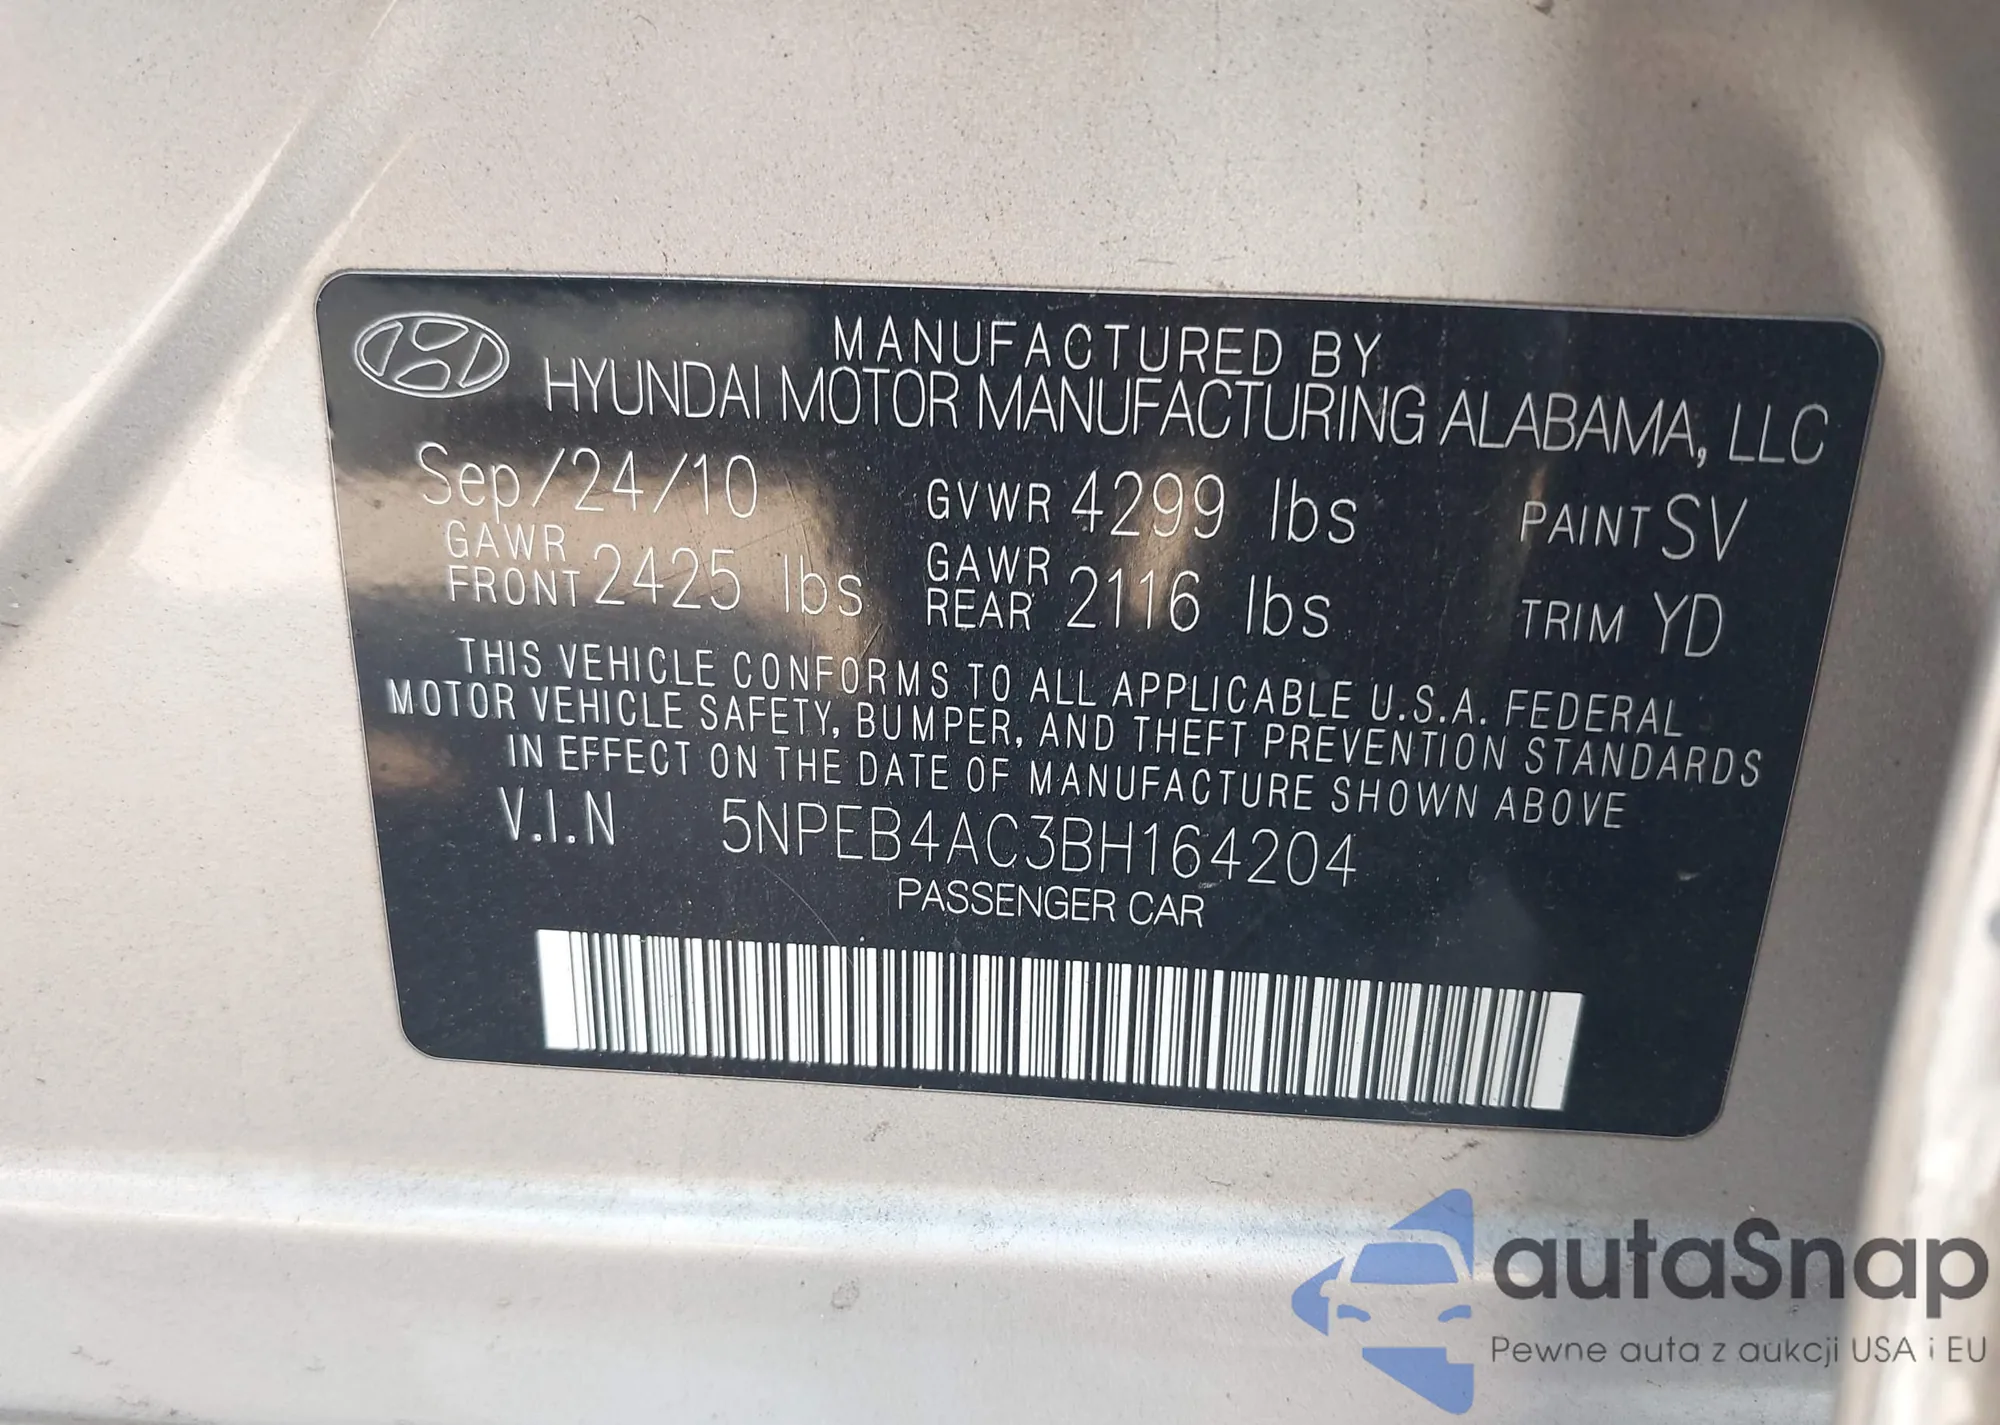 MANUFACTURED BY
HYUNDAI MOTOR MANUFACTURING ALABAMA, LLC
Sep/24/10 GVWR 4299 lbs PAINT SV
GAWR FRONT 2425 lbs GAWR REAR 2116 lbs TRIM YD
THIS VEHICLE CONFORMS TO ALL APPLICABLE U.S.A. FEDERAL
MOTOR VEHICLE SAFETY, BUMPER, AND THEFT PREVENTION STANDARDS
IN EFFECT ON THE DATE OF MANUFACTURE SHOWN ABOVE
V.I.N 5NPEB4AC3BH164204
PASSENGER CAR
autaSnap
Pewne auta z aukcji USA i EU